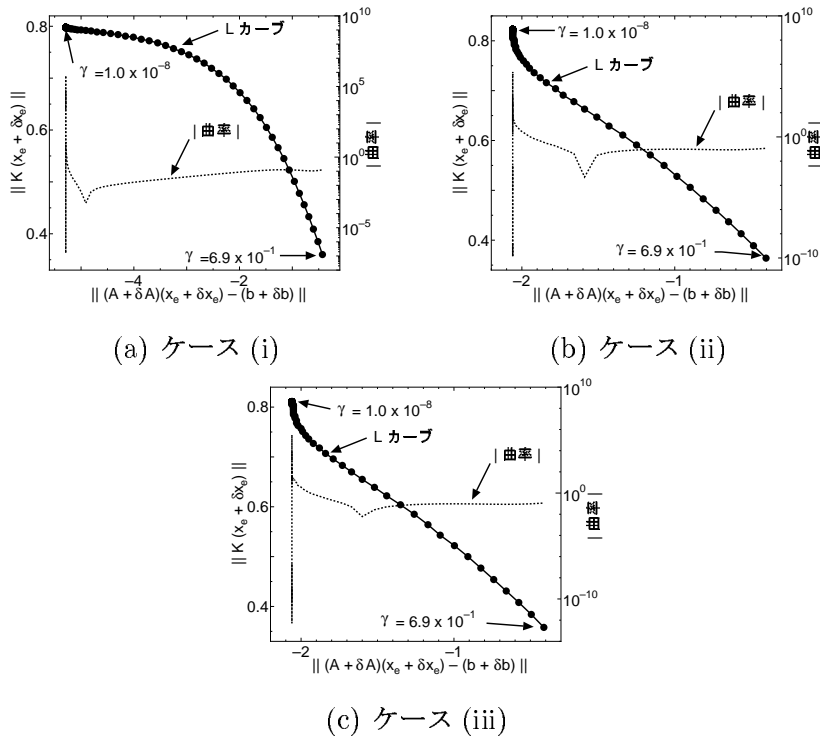 0.8
0.6
0.4
−4
−2
10^10
10^5
10^0
10^−5
L カーブ
γ =1.0 x 10^−8
| 曲率 |
γ =6.9 x 10^−1
|| K (x_e + δx_e) ||
| 曲率 |
|| (A + δ A)(x_e + δx_e) − (b + δb) ||
(a) ケース (i)
0.8
0.6
0.4
−2
−1
10^10
10^0
10^−10
γ = 1.0 x 10^−8
L カーブ
| 曲率 |
γ = 6.9 x 10^−1
|| K (x_e + δx_e) ||
| 曲率 |
|| (A + δ A)(x_e + δx_e) − (b + δb) ||
(b) ケース (ii)
0.8
0.6
0.4
−2
−1
10^10
10^0
10^−10
γ = 1.0 x 10^−8
L カーブ
| 曲率 |
γ = 6.9 x 10^−1
|| K (x_e + δx_e) ||
| 曲率 |
|| (A + δ A)(x_e + δx_e) − (b + δb) ||
(c) ケース (iii)